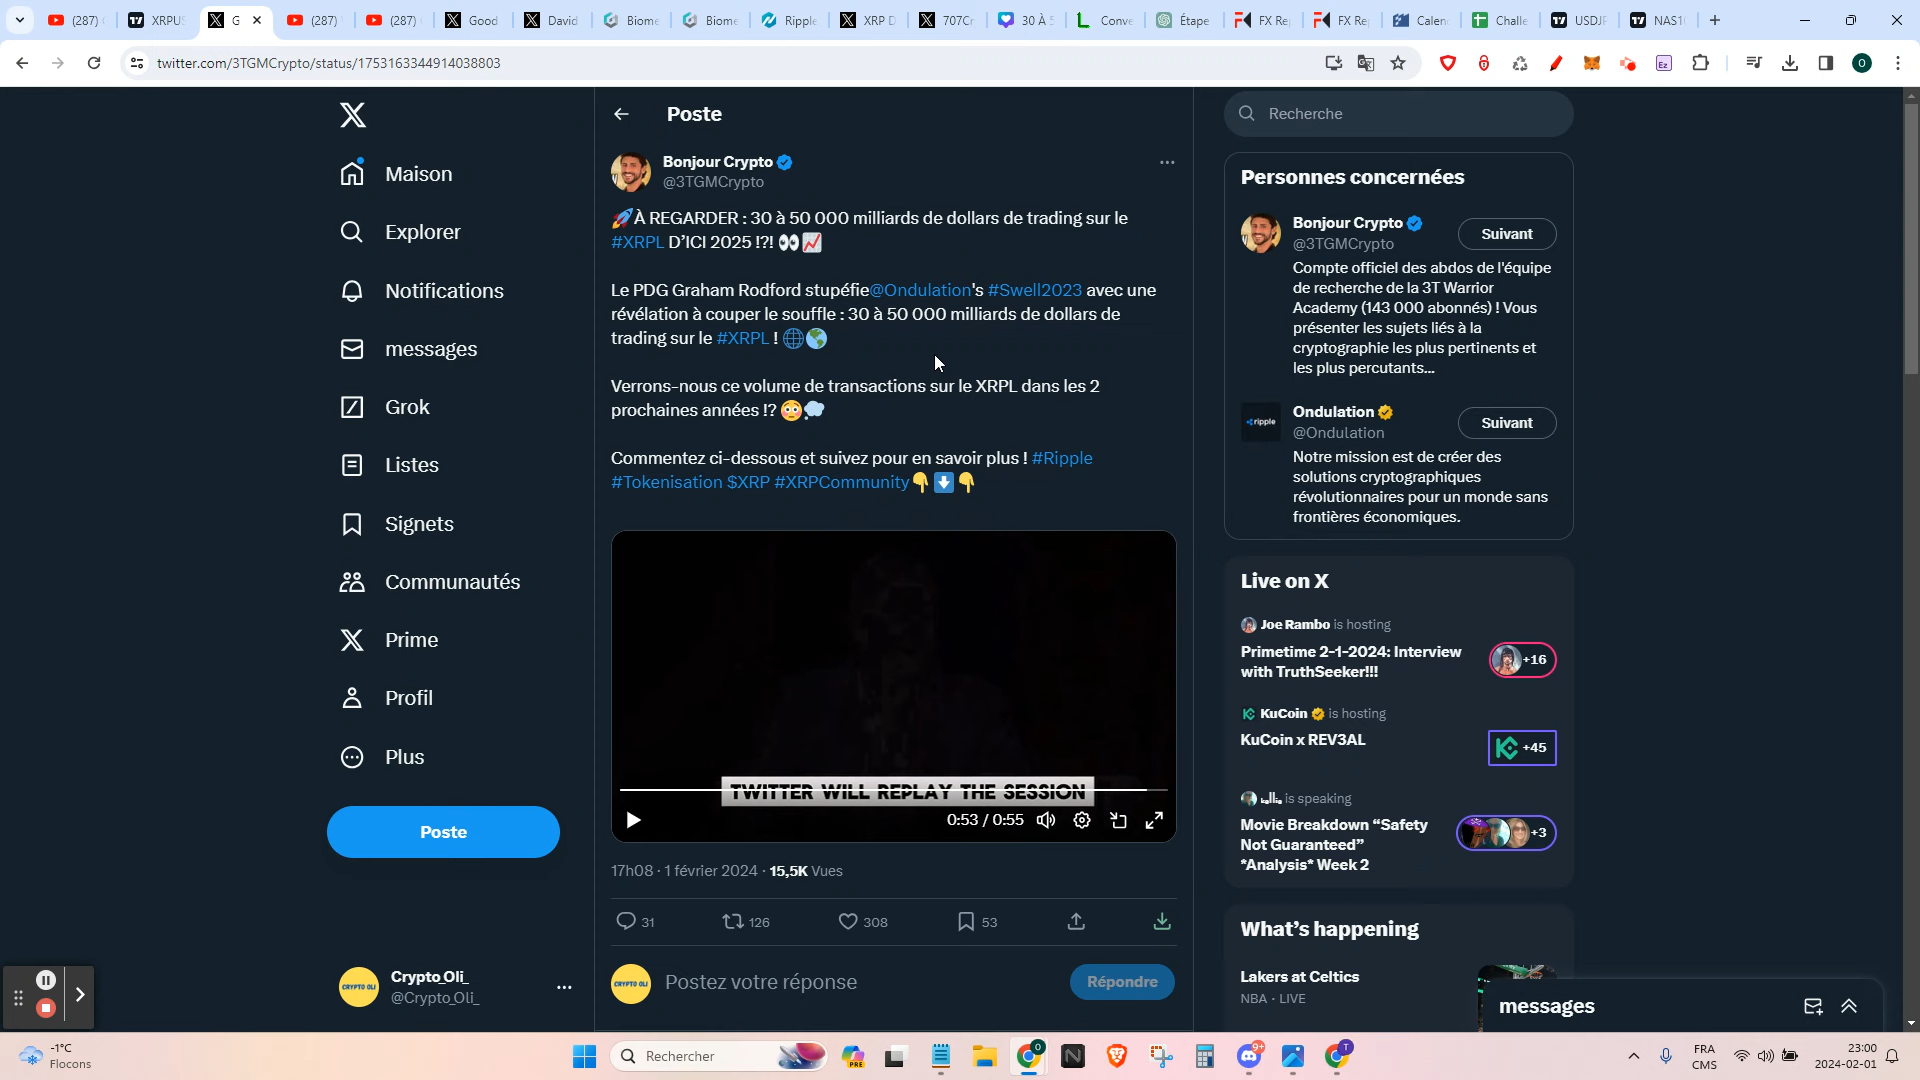 (287)
XRPUS
G
(287)
(287)
Good
David
Biome
Biome
Ripple
XRP D
707Cr
30 À 5
Conve
Étape
FX Re
FX Re
Calen
Challe
USDJP
NAS1
twitter.com/3TGMCrypto/status/1753163344914038803
Maison
Explorer
Notifications
messages
Grok
Listes
Signets
Communautés
Prime
Profil
Plus
Poste
Crypto_Oli_
@Crypto_Oli_
Poste
Bonjour Crypto
@3TGMCrypto
À REGARDER : 30 à 50 000 milliards de dollars de trading sur le
#XRPL D’ICI 2025 !?!
Le PDG Graham Rodford stupéfie@Ondulation's #Swell2023 avec une
révélation à couper le souffle : 30 à 50 000 milliards de dollars de
trading sur le #XRPL !
Verrons-nous ce volume de transactions sur le XRPL dans les 2
prochaines années !?
Commentez ci-dessous et suivez pour en savoir plus ! #Ripple
#Tokenisation $XRP #XRPCommunity
TWITTER WILL REPLAY THE SESSION
0:53 / 0:55
17h08 · 1 février 2024 · 15,5K Vues
31
126
308
53
CRYPTO OLI
Postez votre réponse
Répondre
Recherche
Personnes concernées
Bonjour Crypto
@3TGMCrypto
Suivant
Compte officiel des abdos de l'équipe
de recherche de la 3T Warrior
Academy (143 000 abonnés) ! Vous
présenter les sujets liés à la
cryptographie les plus pertinents et
les plus percutants...
ripple
Ondulation
@Ondulation
Suivant
Notre mission est de créer des
solutions cryptographiques
révolutionnaires pour un monde sans
frontières économiques.
Live on X
Joe Rambo is hosting
Primetime 2-1-2024: Interview
with TruthSeeker!!!
+16
KuCoin is hosting
KuCoin x REV3AL
+45
is speaking
Movie Breakdown “Safety
Not Guaranteed”
*Analysis* Week 2
+3
What’s happening
Lakers at Celtics
NBA · LIVE
messages
-1°C
Flocons
Rechercher
PRE
9+
FRA
CMS
23:00
2024-02-01